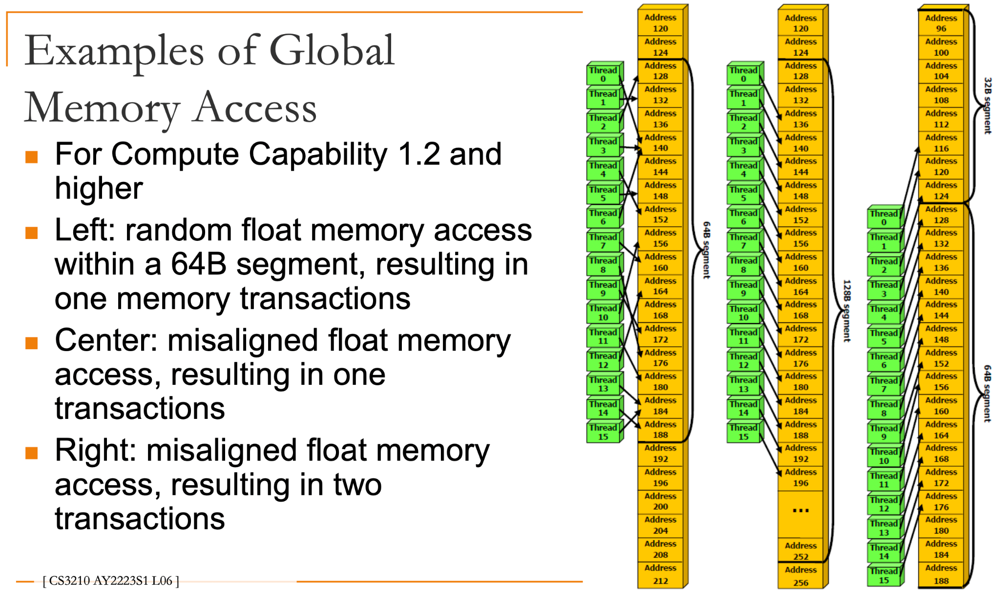 Examples of Global
Memory Access
For Compute Capability 1.2 and
higher
Left: random float memory access
within a 64B segment, resulting in
one memory transactions
Center: misaligned float memory
access, resulting in one
transactions
Right: misaligned float memory
access, resulting in two
transactions
[ CS3210 AY2223S1 L06 ]
Thread
0
Thread
1
Thread
2
Thread
3
Thread
4
Thread
5
Thread
6
Thread
7
Thread
8
Thread
9
Thread
10
Thread
11
Thread
12
Thread
13
Thread
14
Thread
15
Address
120
Address
124
Address
128
Address
132
Address
136
Address
140
Address
144
Address
148
Address
152
Address
156
Address
160
Address
164
Address
168
Address
172
Address
176
Address
180
Address
184
Address
188
Address
192
Address
196
Address
200
Address
204
Address
208
Address
212
64B segment
Thread
0
Thread
1
Thread
2
Thread
3
Thread
4
Thread
5
Thread
6
Thread
7
Thread
8
Thread
9
Thread
10
Thread
11
Thread
12
Thread
13
Thread
14
Thread
15
Address
120
Address
124
Address
128
Address
132
Address
136
Address
140
Address
144
Address
148
Address
152
Address
156
Address
160
Address
164
Address
168
Address
172
Address
176
Address
180
Address
184
Address
188
Address
192
Address
196
...
Address
252
Address
256
128B segment
Thread
0
Thread
1
Thread
2
Thread
3
Thread
4
Thread
5
Thread
6
Thread
7
Thread
8
Thread
9
Thread
10
Thread
11
Thread
12
Thread
13
Thread
14
Thread
15
Address
96
Address
100
Address
104
Address
108
Address
112
Address
116
Address
120
Address
124
Address
128
Address
132
Address
136
Address
140
Address
144
Address
148
Address
152
Address
156
Address
160
Address
164
Address
168
Address
172
Address
176
Address
180
Address
184
Address
188
32B segment
64B segment